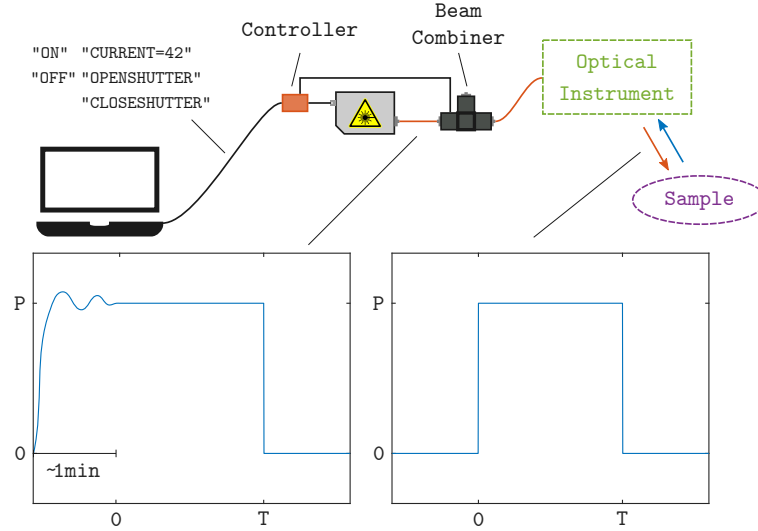 "ON" "CURRENT=42"
"OFF" "OPENSHUTTER"
"CLOSESHUTTER"
Controller
Beam
Combiner
Optical
Instrument
Sample
P
0
~1min
0
T
P
0
0
T